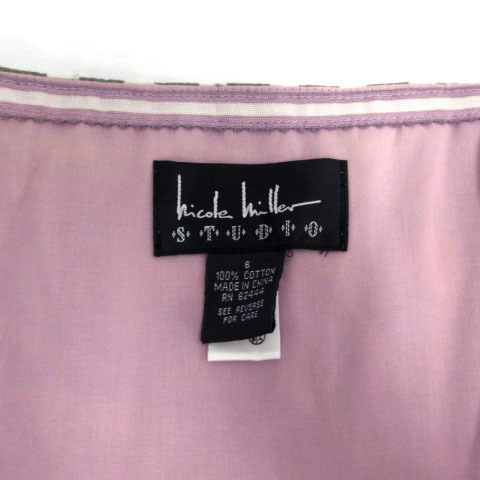 nicole miller
STUDIO
6
100% COTTON
MADE IN CHINA
RN 62444
SEE REVERSE
FOR CARE